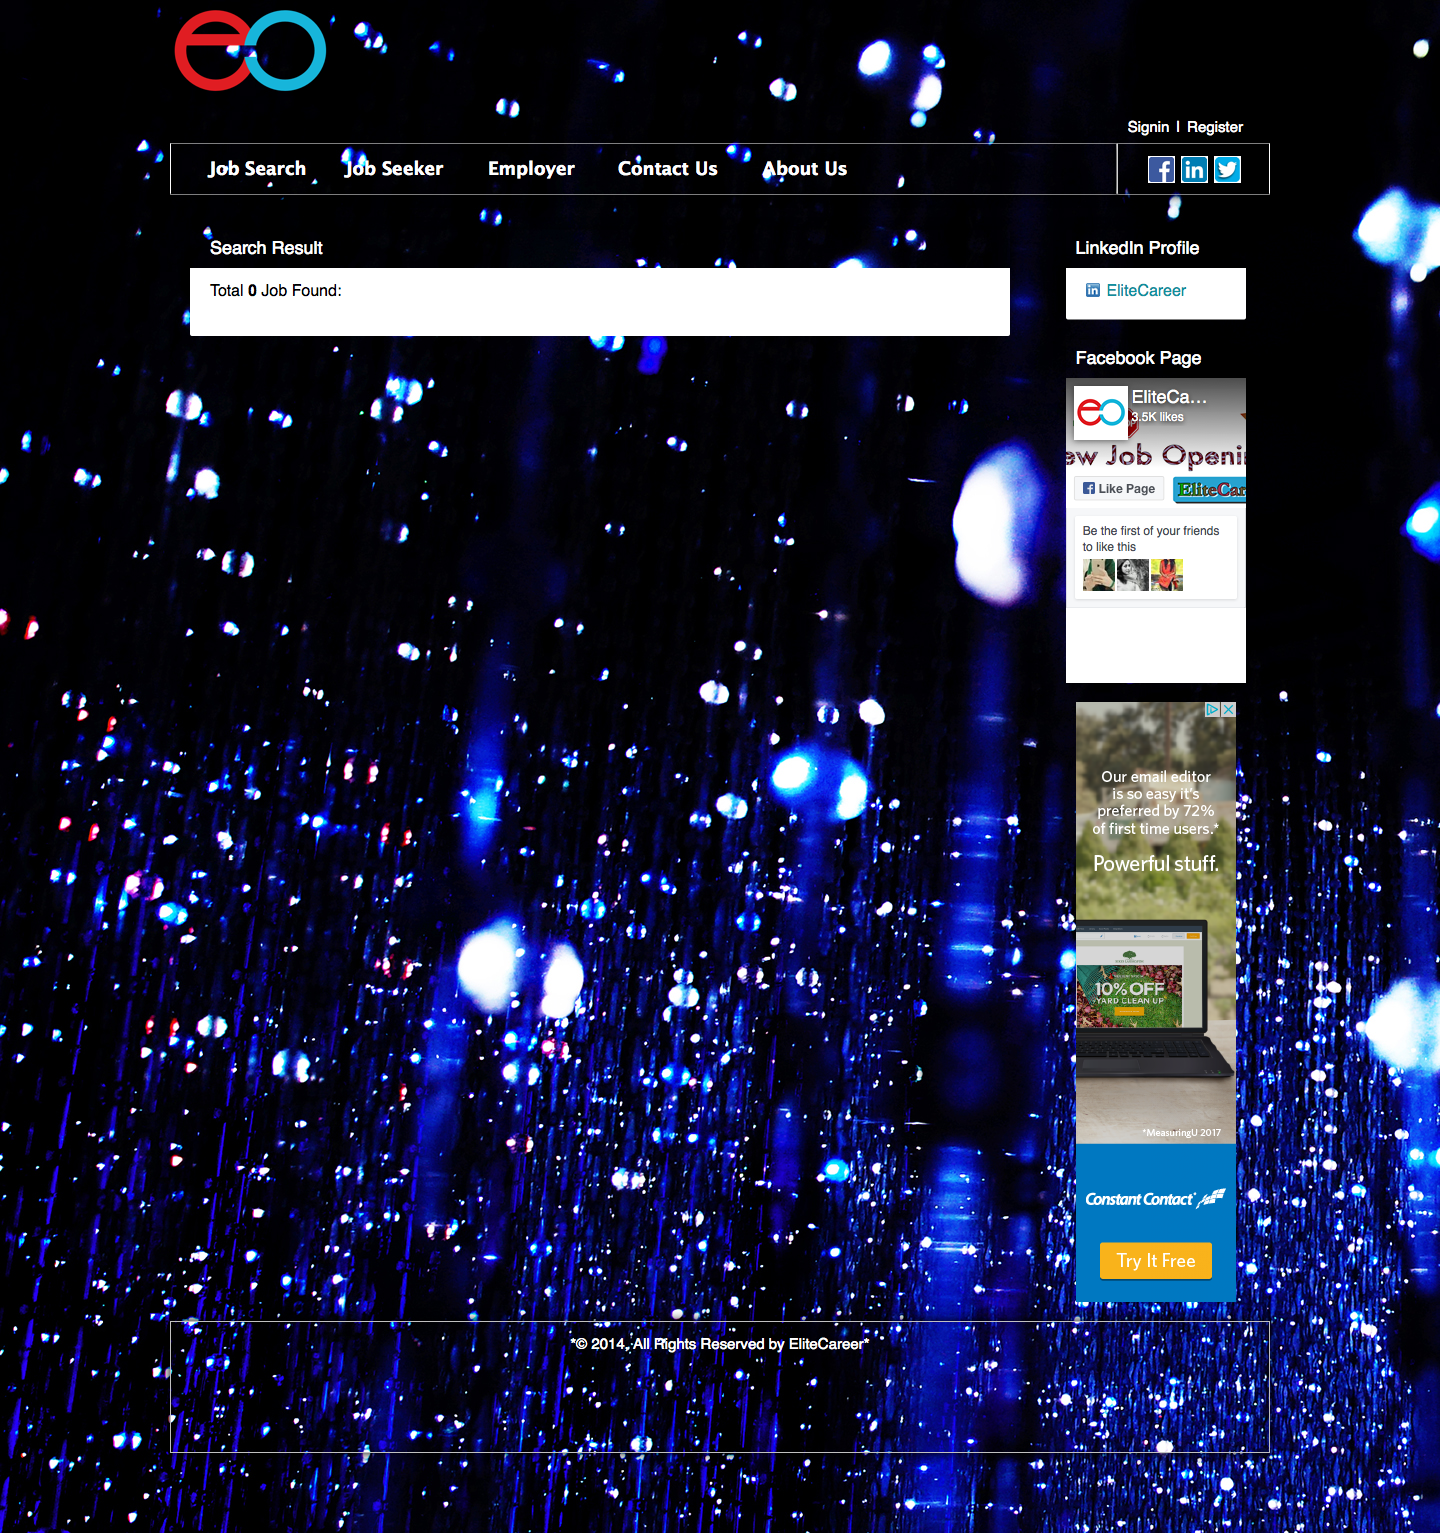 eo
Signin | Register
Job Search Job Seeker Employer Contact Us About Us
Search Result
Total 0 Job Found:
LinkedIn Profile
EliteCareer
Facebook Page
EliteCa...
3.5K likes
ew Job Openin
Like Page
EliteCar
Be the first of your friends
to like this
Our email editor
is so easy it's
preferred by 72%
of first time users.*
Powerful stuff.
10% OFF
YARD CLEAN UP
*MeasuringU 2017
Constant Contact
Try It Free
*© 2014, All Rights Reserved by EliteCareer*